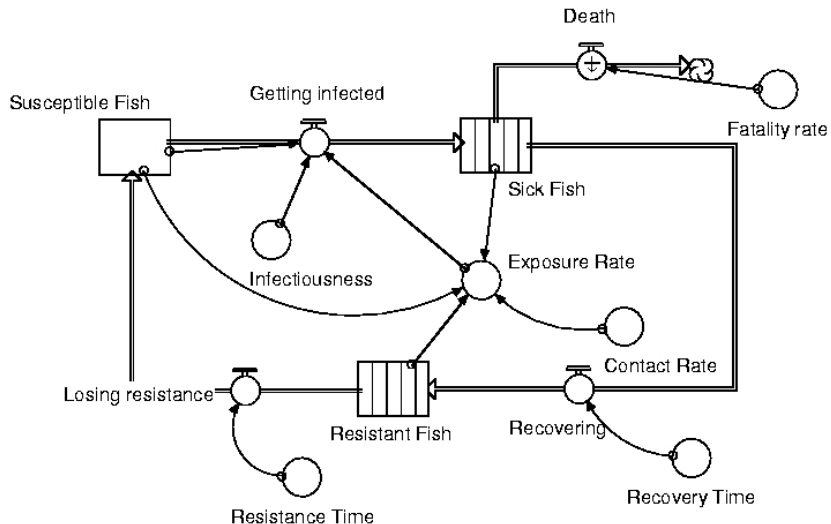 Death
Susceptible Fish
Getting infected
Fatality rate
Sick Fish
Infectiousness
Exposure Rate
Contact Rate
Losing resistance
Resistant Fish
Recovering
Resistance Time
Recovery Time